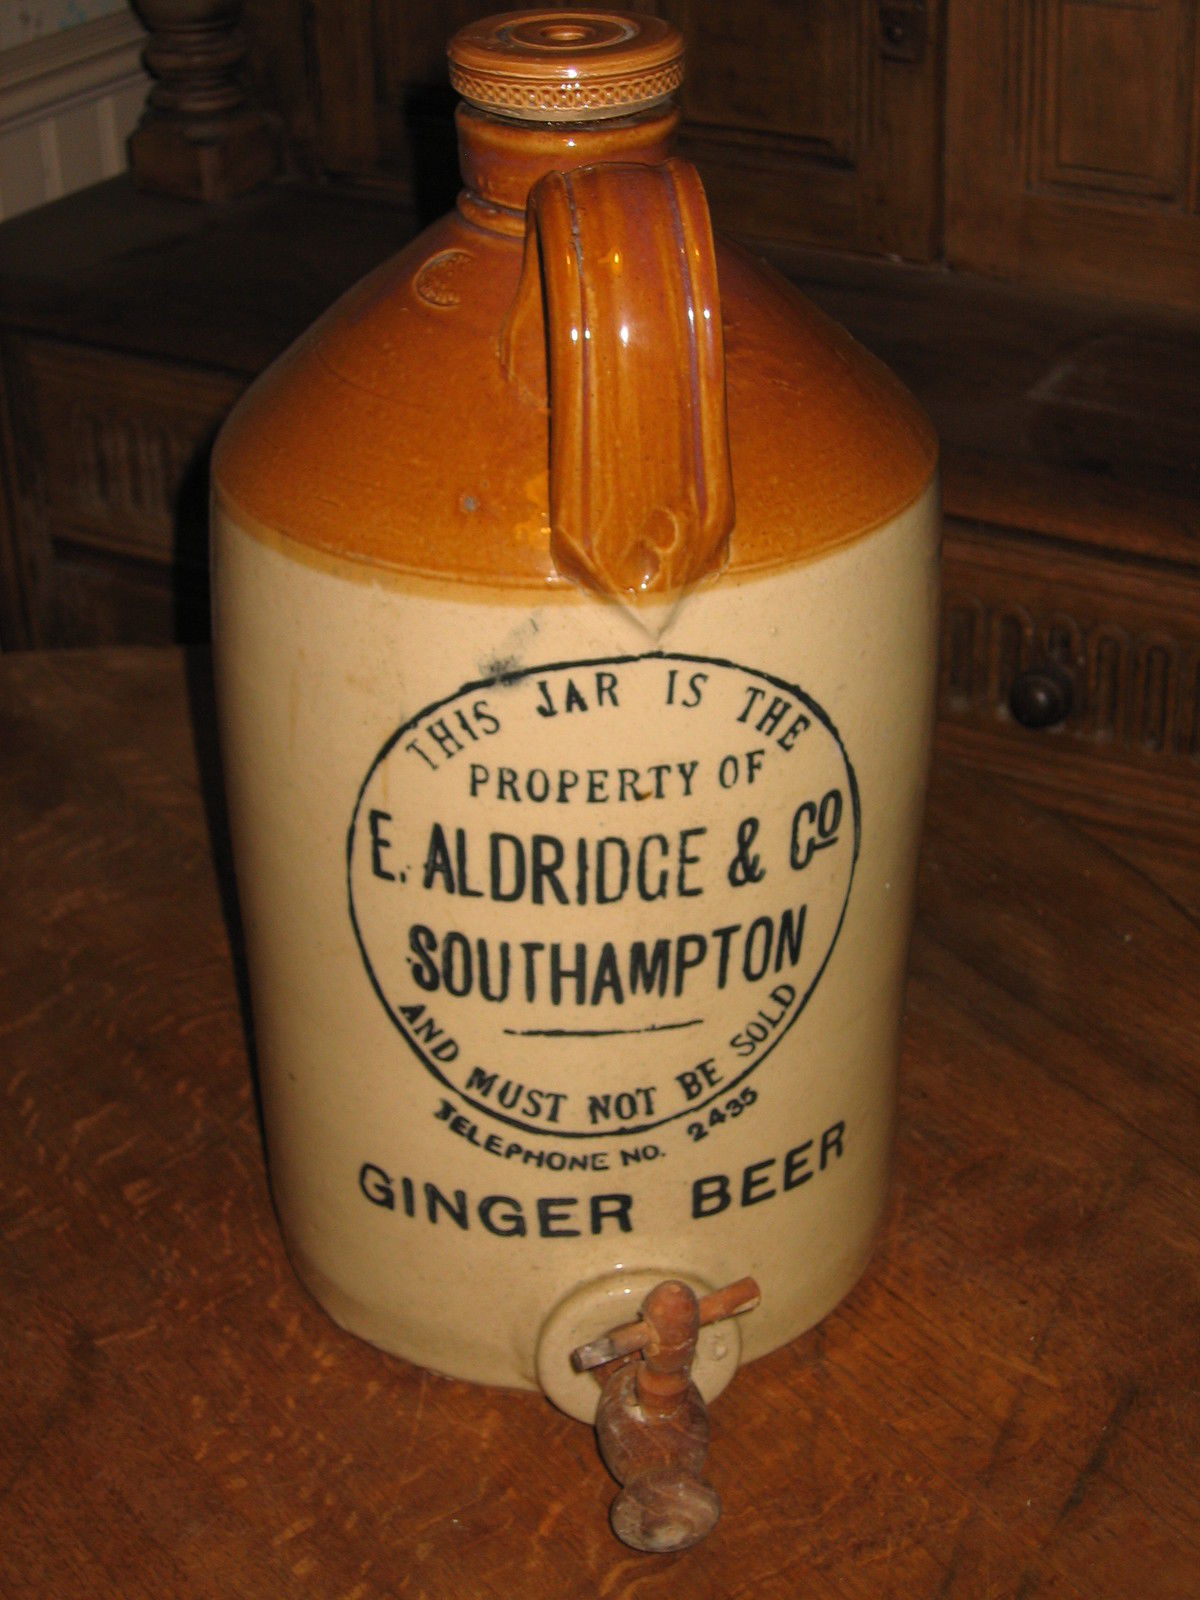 THIS JAR IS THE
PROPERTY OF
E. ALDRIDGE & Co
SOUTHAMPTON
AND MUST NOT BE SOLD
TELEPHONE NO. 2435
GINGER BEER